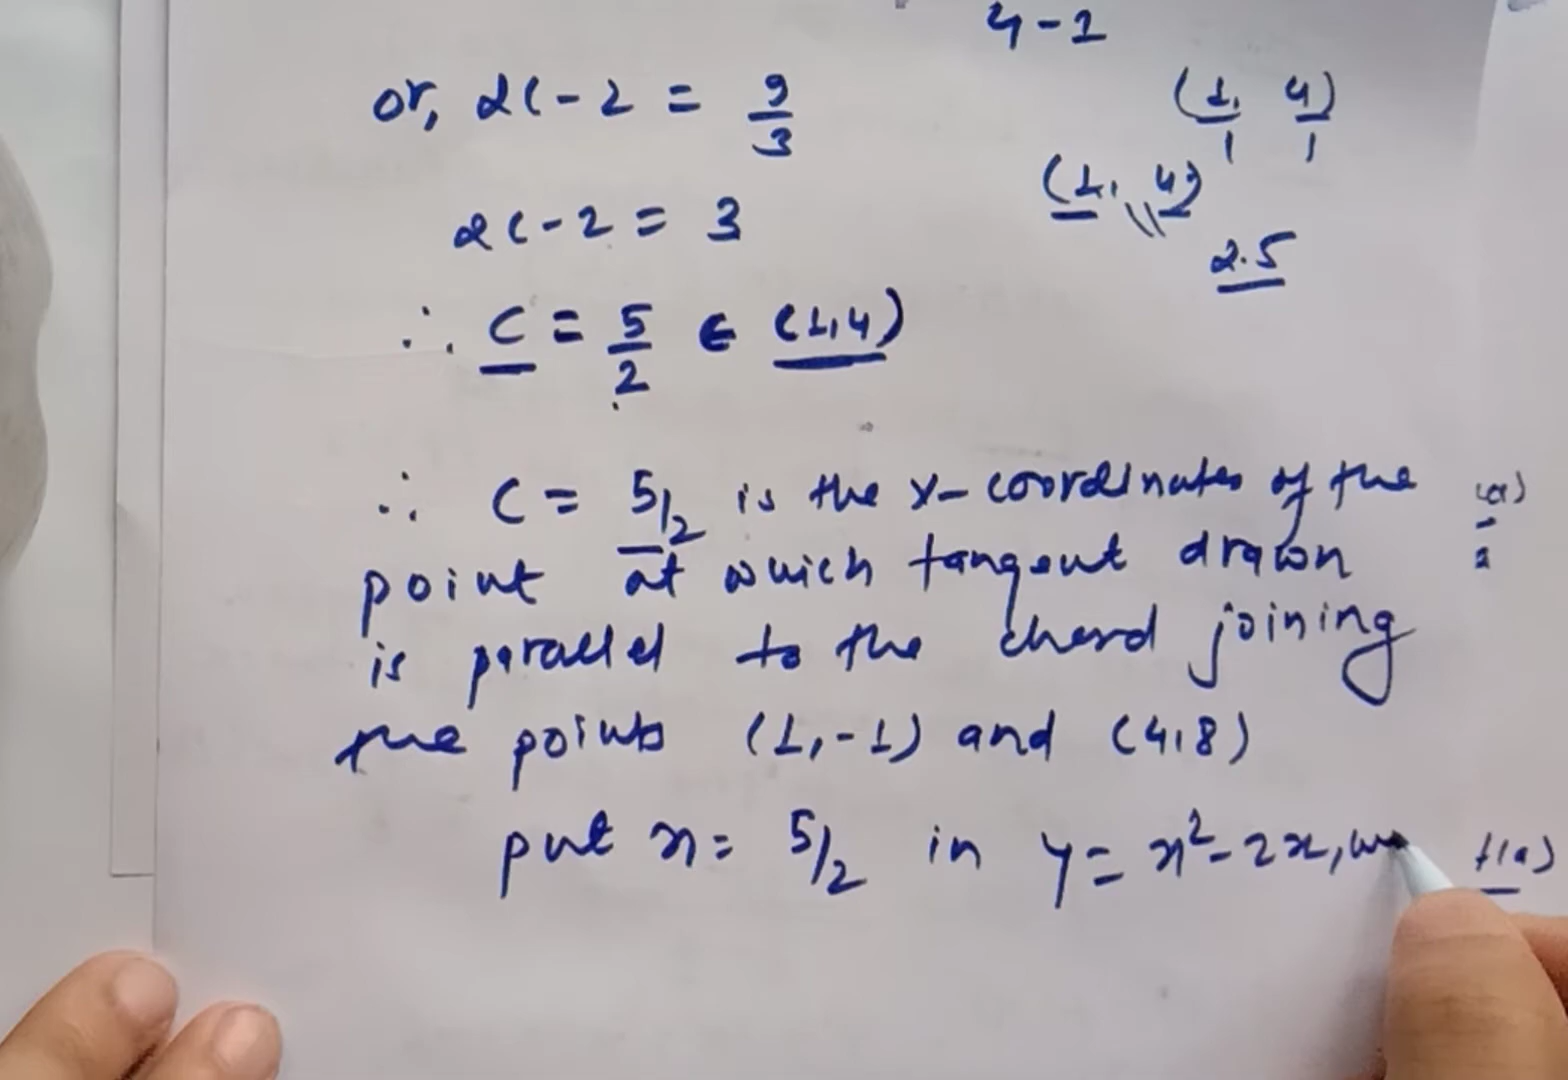 4-1
or, 2c-2 = 9/3
(1, 4)
(1, 4)
2c-2 = 3
2.5
∴ c = 5/2 ∈ (1,4)
∴ c = 5/2 is the x-coordinates of the
(a)
point at which tangent drawn
is parallel to the chord joining
the points (1,-1) and (4,8)
put x = 5/2 in y = x²-2x, we
f(a)